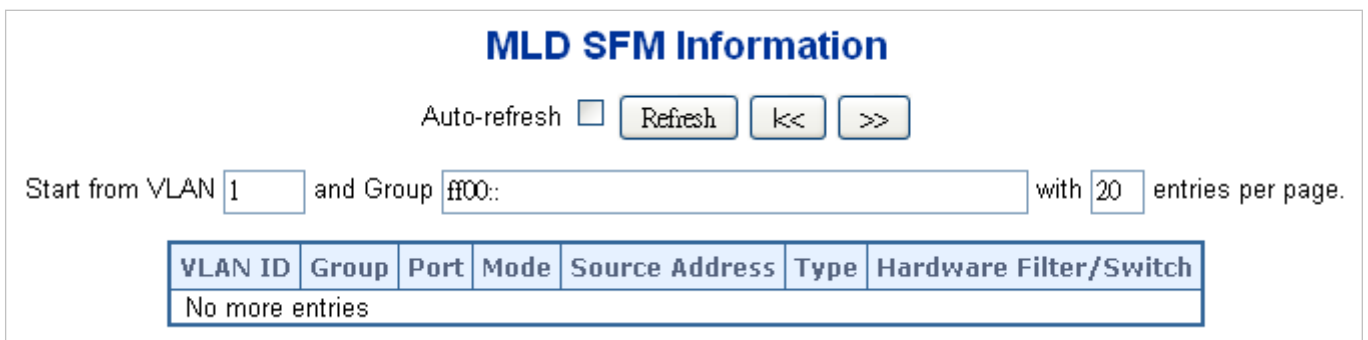 MLD SFM Information
Auto-refresh Refresh |<< >>
Start from VLAN 1 and Group ff00:: with 20 entries per page.
VLAN ID Group Port Mode Source Address Type Hardware Filter/Switch
No more entries